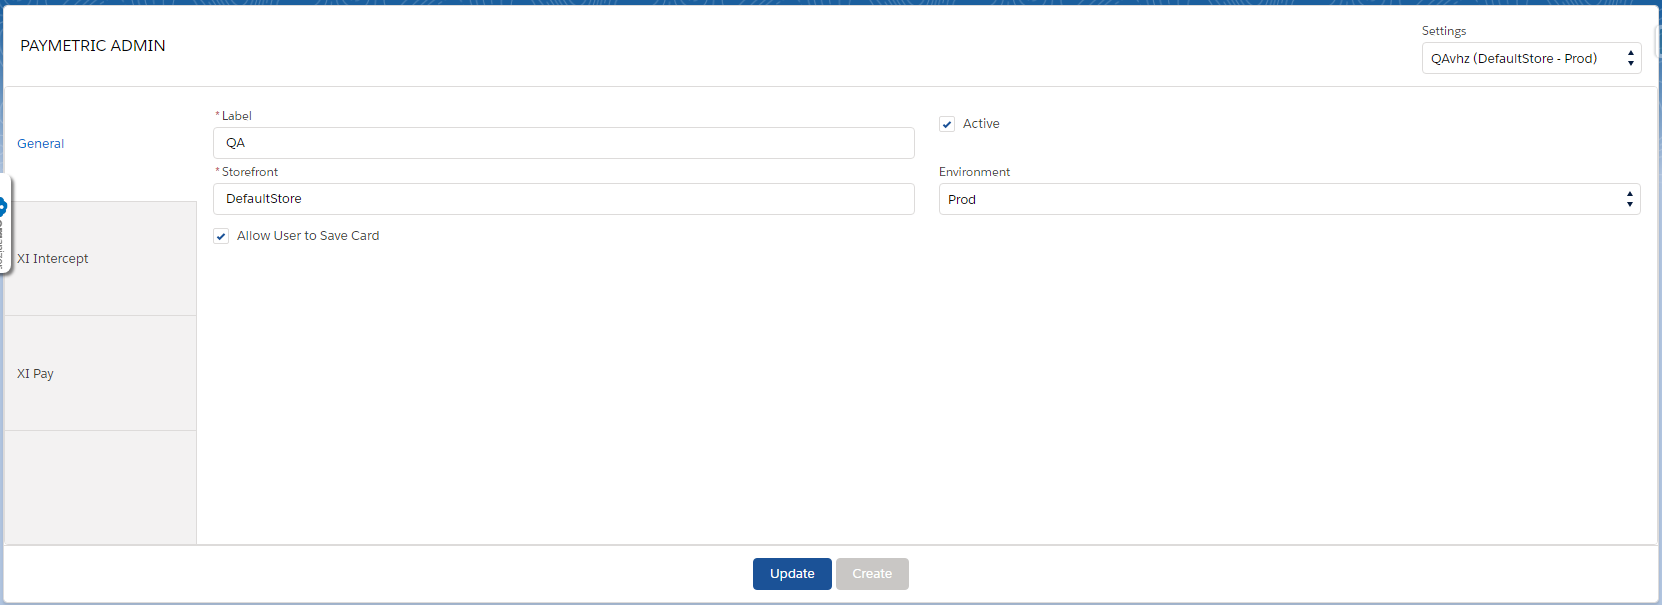 PAYMETRIC ADMIN
Settings
QAvhz (DefaultStore - Prod)
General
XI Intercept
XI Pay
*Label
QA
Active
*Storefront
DefaultStore
Environment
Prod
Allow User to Save Card
Update
Create